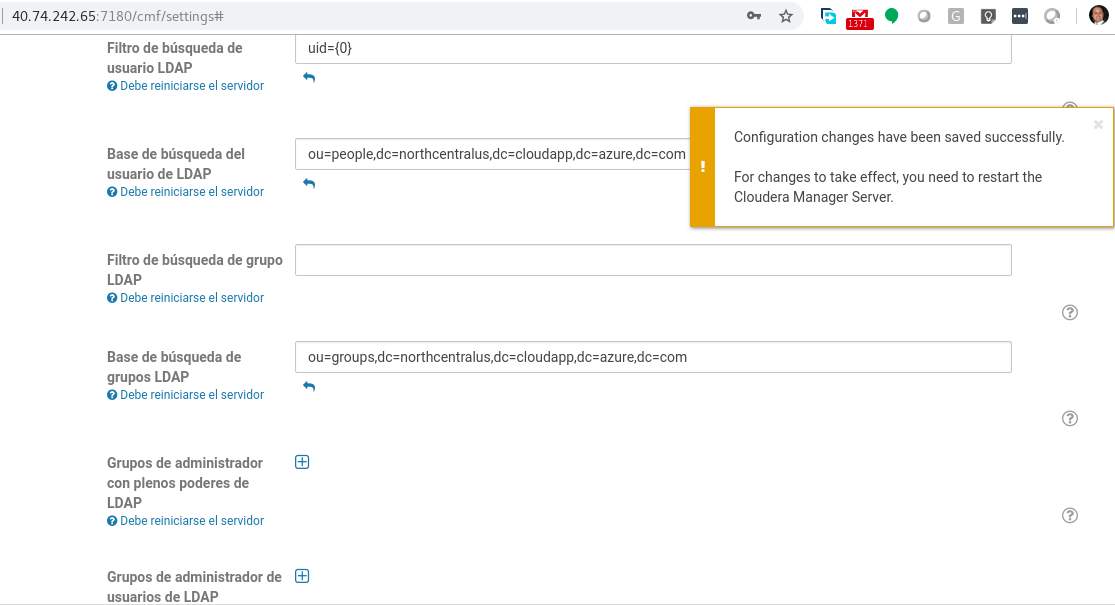 40.74.242.65:7180/cmf/settings#
1371
G
Filtro de búsqueda de
usuario LDAP
Debe reiniciarse el servidor
uid={0}
Configuration changes have been saved successfully.
For changes to take effect, you need to restart the
Cloudera Manager Server.
Base de búsqueda del
usuario de LDAP
Debe reiniciarse el servidor
ou=people,dc=northcentralus,dc=cloudapp,dc=azure,dc=com
Filtro de búsqueda de grupo
LDAP
Debe reiniciarse el servidor
Base de búsqueda de
grupos LDAP
Debe reiniciarse el servidor
ou=groups,dc=northcentralus,dc=cloudapp,dc=azure,dc=com
Grupos de administrador
con plenos poderes de
LDAP
Debe reiniciarse el servidor
Grupos de administrador de
usuarios de LDAP